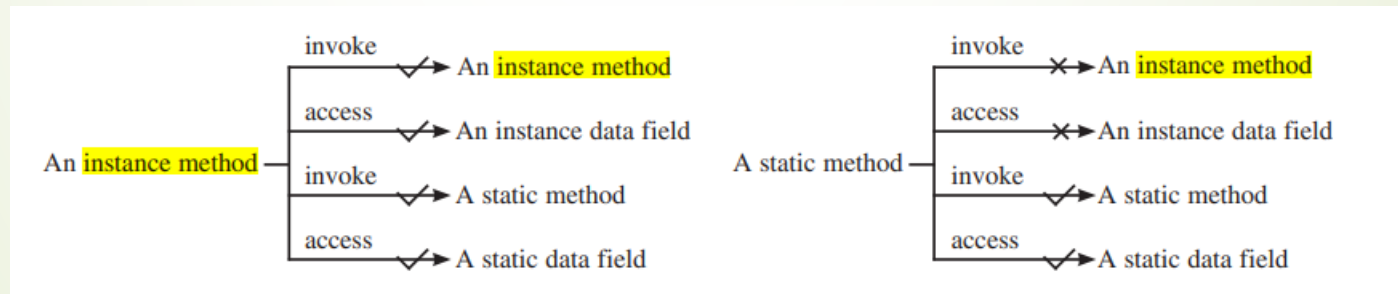 invoke
An instance method
access
An instance data field
An instance method
invoke
A static method
access
A static data field
invoke
An instance method
access
An instance data field
A static method
invoke
A static method
access
A static data field